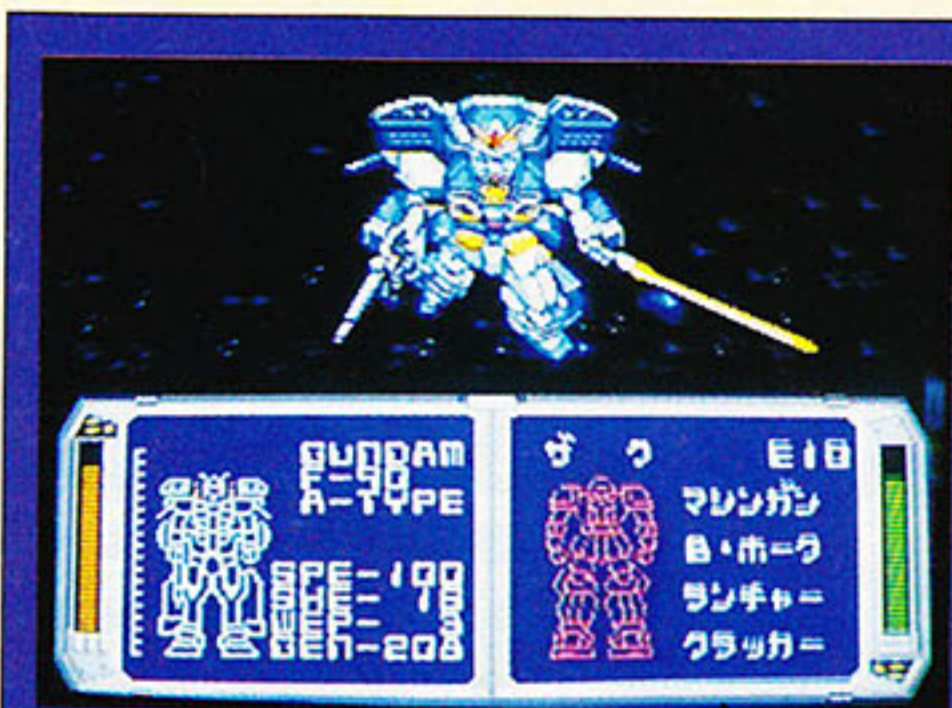 GUNDAM
F-90
A-TYPE
SPE-100
GEN-208
ザク E18
マシンガン
B・ホーク
ランチャー
クラッカー